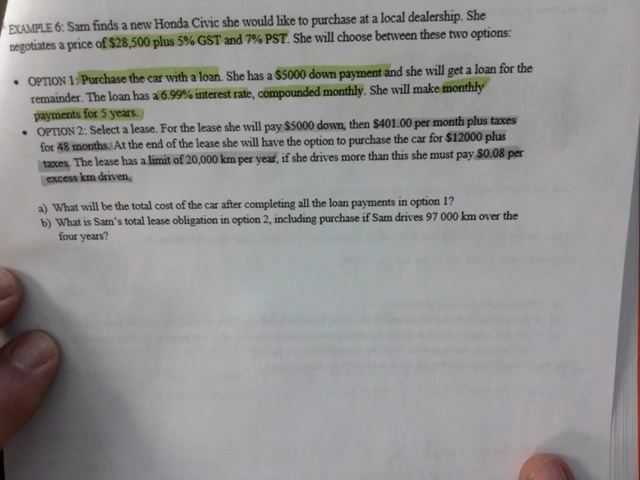 EXAMPLE 6: Sam finds a new Honda Civic she would like to purchase at a local dealership. She
negotiates a price of $28,500 plus 5% GST and 7% PST. She will choose between these two options:
• OPTION 1: Purchase the car with a loan. She has a $5000 down payment and she will get a loan for the
remainder. The loan has a 6.99% interest rate, compounded monthly. She will make monthly
payments for 5 years.
• OPTION 2: Select a lease. For the lease she will pay $5000 down, then $401.00 per month plus taxes
for 48 months. At the end of the lease she will have the option to purchase the car for $12000 plus
taxes. The lease has a limit of 20,000 km per year, if she drives more than this she must pay $0.08 per
excess km driven.
a) What will be the total cost of the car after completing all the loan payments in option 1?
b) What is Sam's total lease obligation in option 2, including purchase if Sam drives 97 000 km over the
four years?